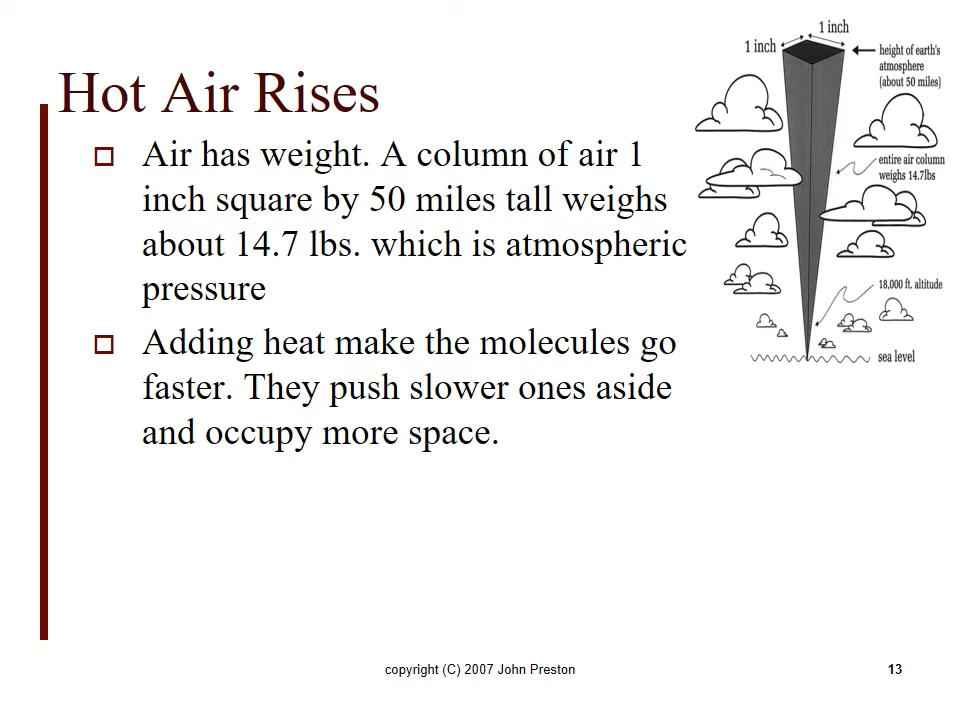 Hot Air Rises
Air has weight. A column of air 1
inch square by 50 miles tall weighs
about 14.7 lbs. which is atmospheric
pressure
Adding heat make the molecules go
faster. They push slower ones aside
and occupy more space.
1 inch
1 inch
height of earth's
atmosphere
(about 50 miles)
entire air column
weighs 14.7lbs
18,000 ft. altitude
sea level
copyright (C) 2007 John Preston
13